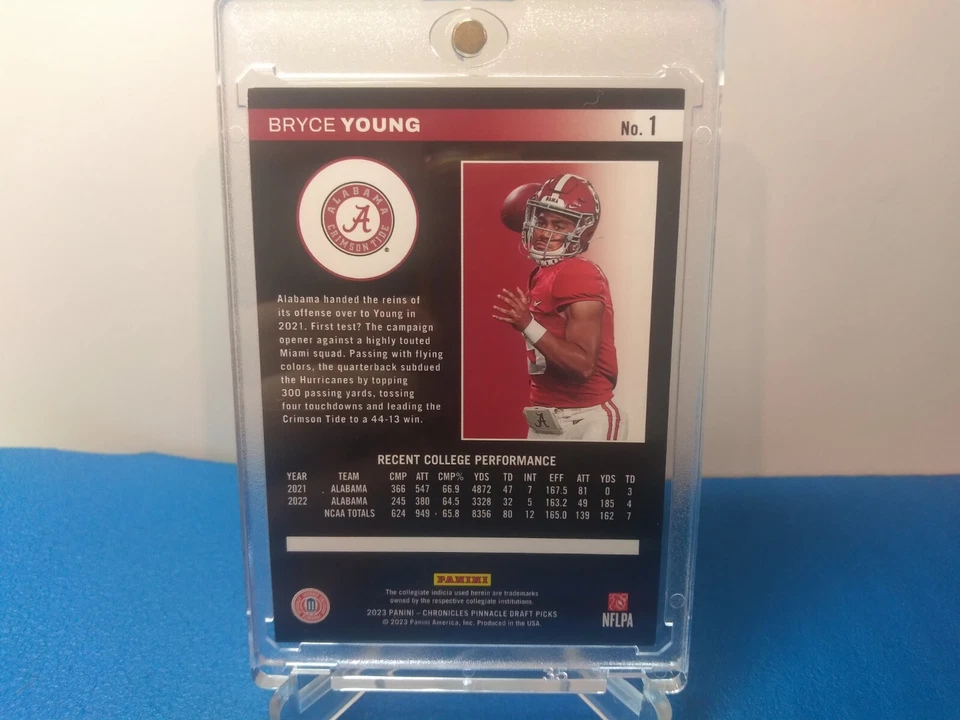 BRYCE YOUNG
No. 1
ALABAMA
A
CRIMSON TIDE
BAMA
A
Alabama handed the reins of
its offense over to Young in
2021. First test? The campaign
opener against a highly touted
Miami squad. Passing with flying
colors, the quarterback subdued
the Hurricanes by topping
300 passing yards, tossing
four touchdowns and leading the
Crimson Tide to a 44-13 win.
RECENT COLLEGE PERFORMANCE
YEAR TEAM CMP ATT CMP% YDS TD INT EFF ATT YDS TD
2021 ALABAMA 366 547 66.9 4872 47 7 167.5 81 0 3
2022 ALABAMA 245 380 64.5 3328 32 5 163.2 49 185 4
NCAA TOTALS 624 949 65.8 8356 80 12 165.0 139 162 7
PANINI
The collegiate indicia used herein are trademarks
owned by the respective collegiate institutions.
2023 PANINI – CHRONICLES PINNACLE DRAFT PICKS
© 2023 Panini America, Inc. Produced in the USA.
NFLPA